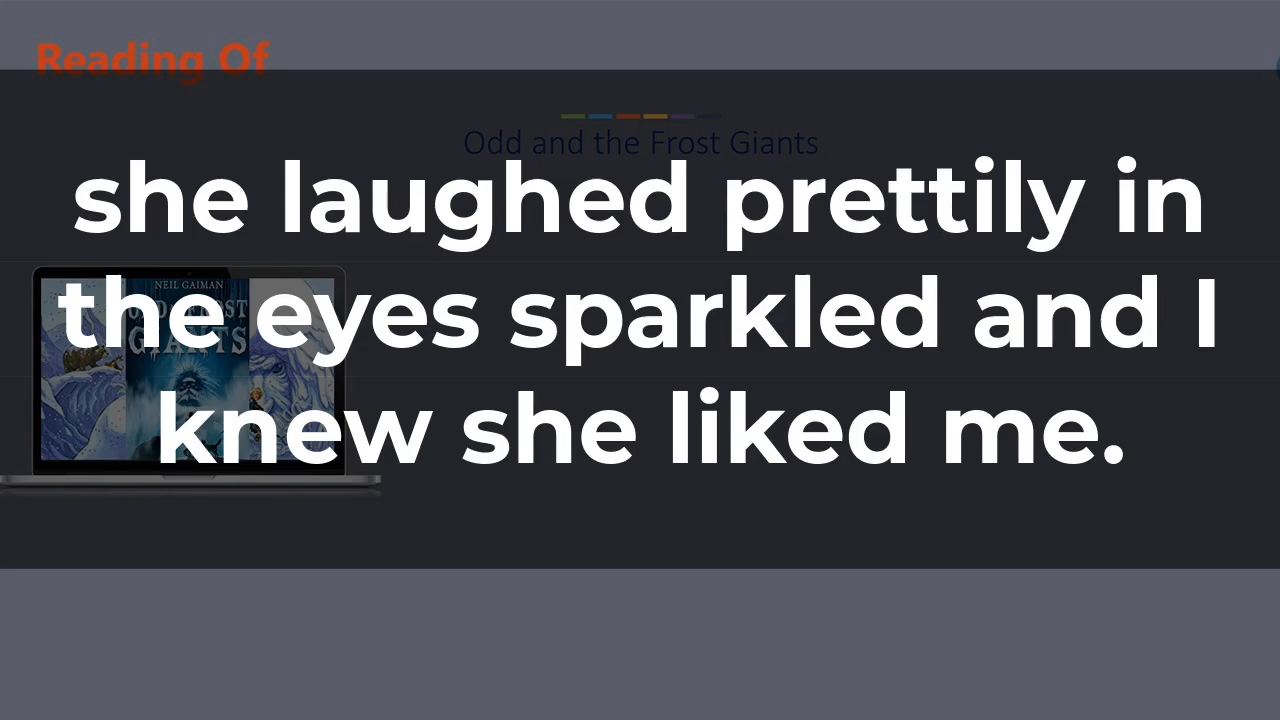 Reading Of
Odd and the Frost Giants
she laughed prettily in
the eyes sparkled and I
knew she liked me.
NEIL GAIMAN
GIANTS